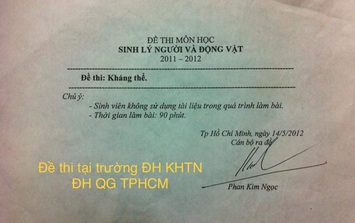 ĐỀ THI MÔN HỌC
SINH LÝ NGƯỜI VÀ ĐỘNG VẬT
2011 – 2012
Đề thi: Kháng thể.
Chú ý:
- Sinh viên không sử dụng tài liệu trong quá trình làm bài.
- Thời gian làm bài: 90 phút.
Tp Hồ Chí Minh, ngày 14/5/2012
Cán bộ ra đề
Phan Kim Ngọc
Đề thi tại trường ĐH KHTN
ĐH QG TPHCM